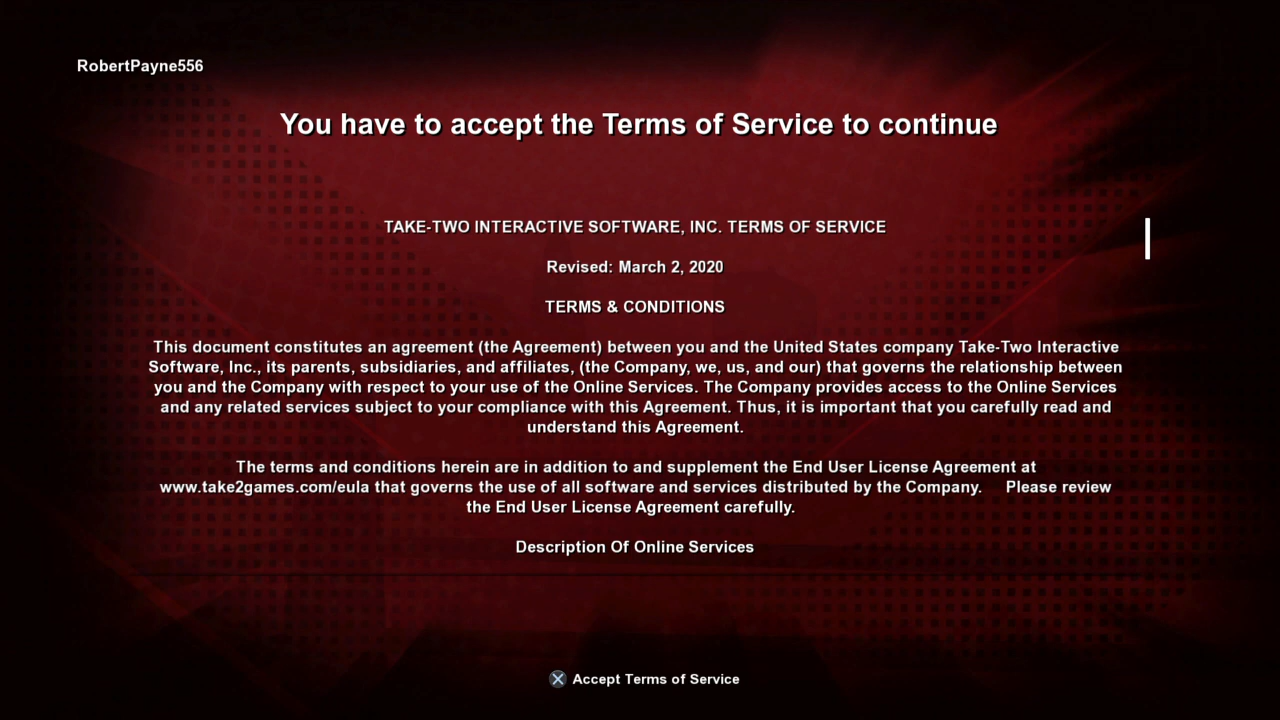 RobertPayne556
You have to accept the Terms of Service to continue
TAKE-TWO INTERACTIVE SOFTWARE, INC. TERMS OF SERVICE
Revised: March 2, 2020
TERMS & CONDITIONS
This document constitutes an agreement (the Agreement) between you and the United States company Take-Two Interactive
Software, Inc., its parents, subsidiaries, and affiliates, (the Company, we, us, and our) that governs the relationship between
you and the Company with respect to your use of the Online Services. The Company provides access to the Online Services
and any related services subject to your compliance with this Agreement. Thus, it is important that you carefully read and
understand this Agreement.
The terms and conditions herein are in addition to and supplement the End User License Agreement at
www.take2games.com/eula that governs the use of all software and services distributed by the Company. Please review
the End User License Agreement carefully.
Description Of Online Services
Accept Terms of Service